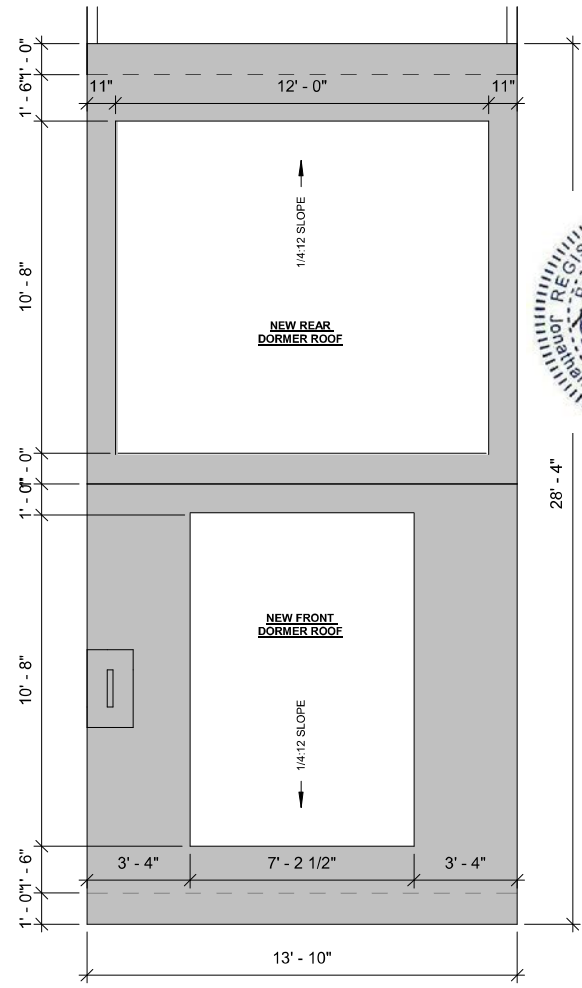 1' - 0"
1' - 6"
11"
12' - 0"
11"
10' - 8"
1/4:12 SLOPE
NEW REAR
DORMER ROOF
REGIS
Jonathan
1' - 0"
28' - 4"
1' - 0"
NEW FRONT
DORMER ROOF
10' - 8"
1/4:12 SLOPE
1' - 6"
3' - 4"
7' - 2 1/2"
3' - 4"
1' - 0"
13' - 10"